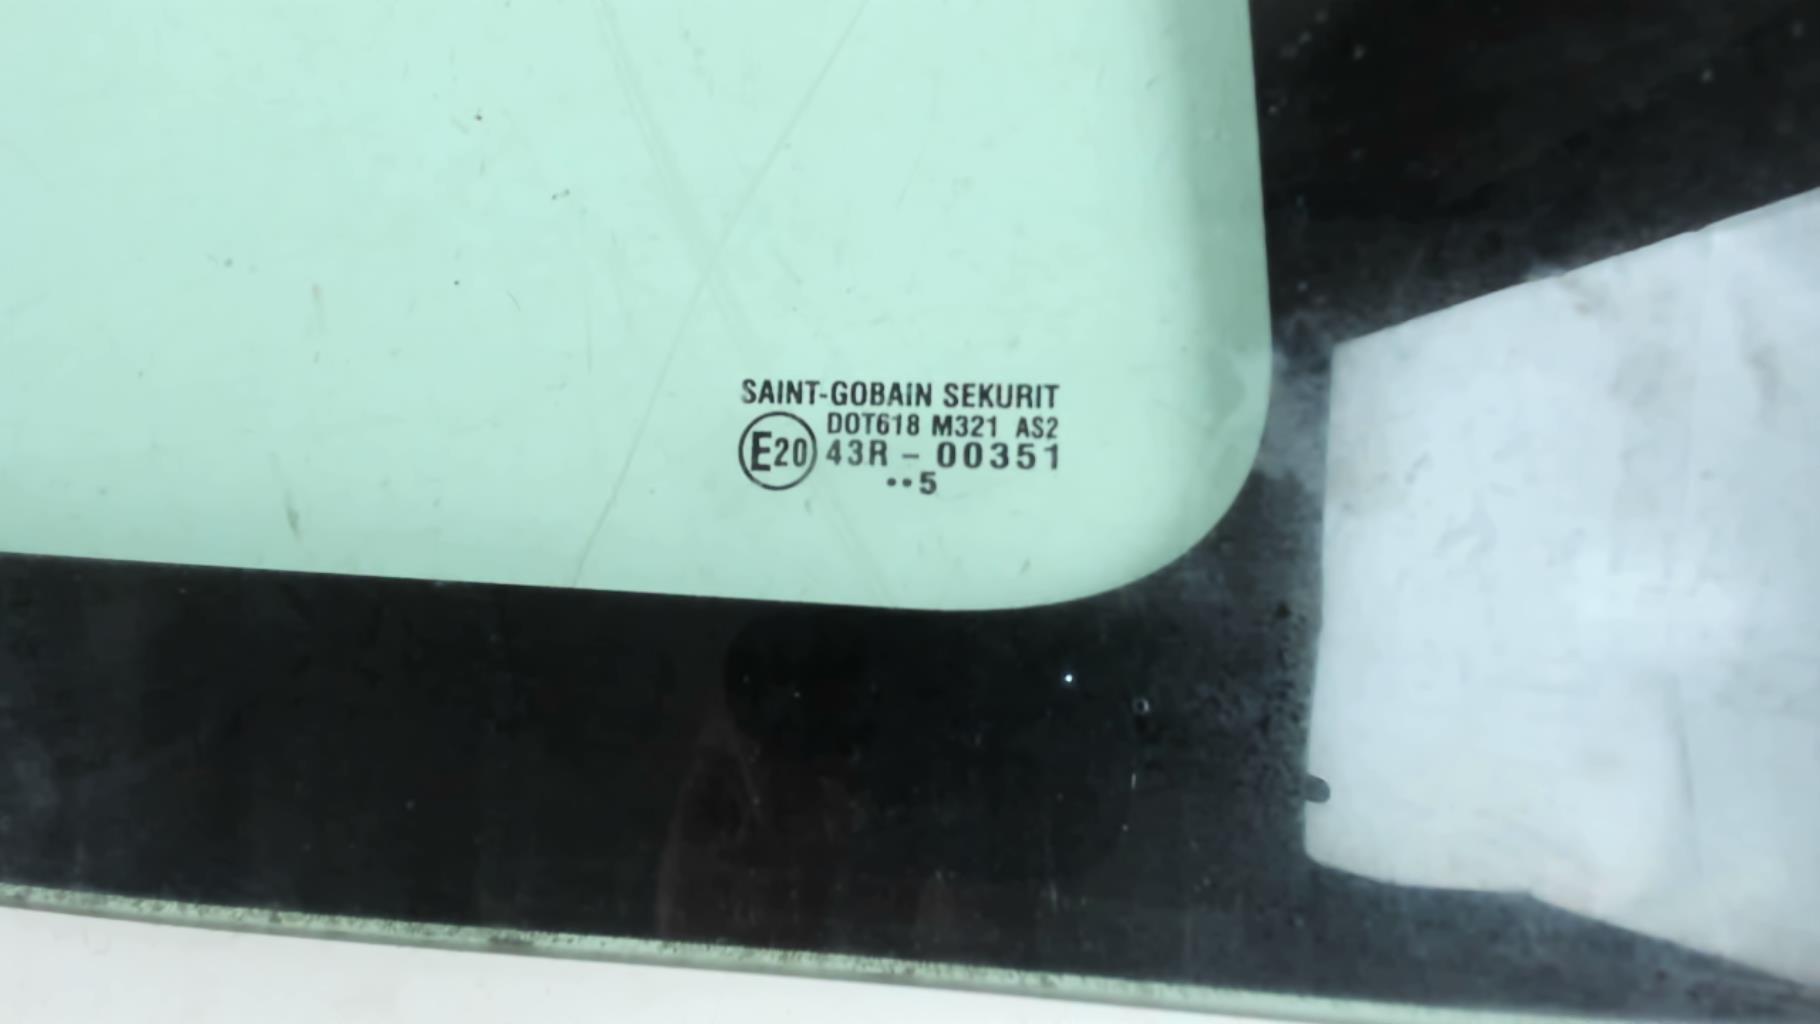 SAINT-GOBAIN SEKURIT
DOT618 M321 AS2
E20 43R - 00351
••5